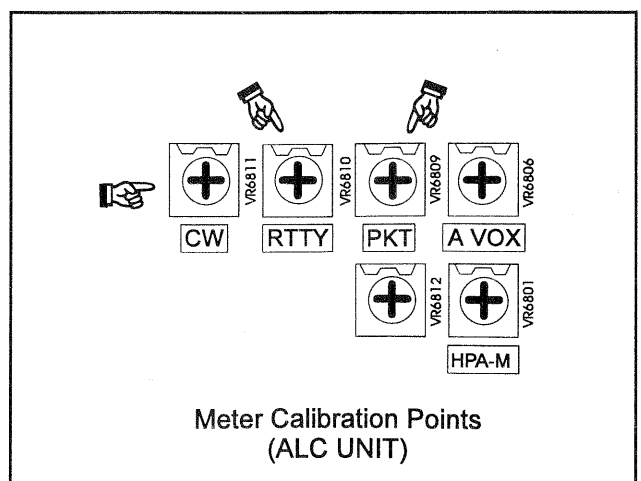 VR6811
VR6810
VR6809
VR6806
CW
RTTY
PKT
A VOX
VR6812
VR6801
HPA-M
Meter Calibration Points
(ALC UNIT)